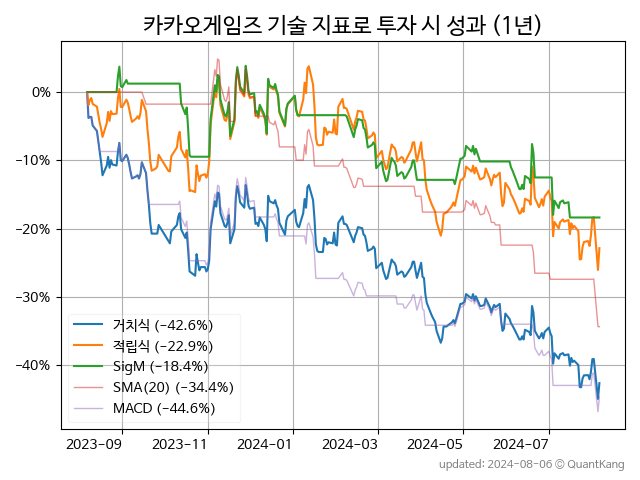 카카오게임즈 기술 지표로 투자 시 성과 (1년)
0%
−10%
−20%
−30%
−40%
거치식 (−42.6%)
적립식 (−22.9%)
SigM (−18.4%)
SMA(20) (−34.4%)
MACD (−44.6%)
2023-09 2023-11 2024-01 2024-03 2024-05 2024-07
updated: 2024-08-06 © QuantKang